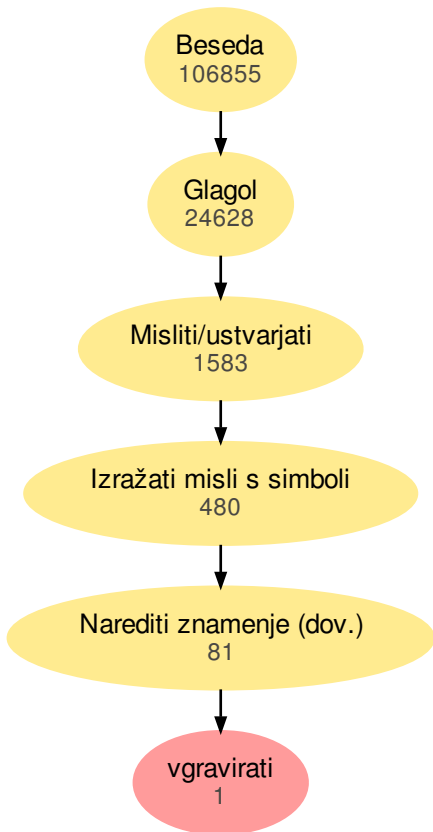 Beseda
106855
Glagol
24628
Misliti/ustvarjati
1583
Izražati misli s simboli
480
Narediti znamenje (dov.)
81
vgravirati
1